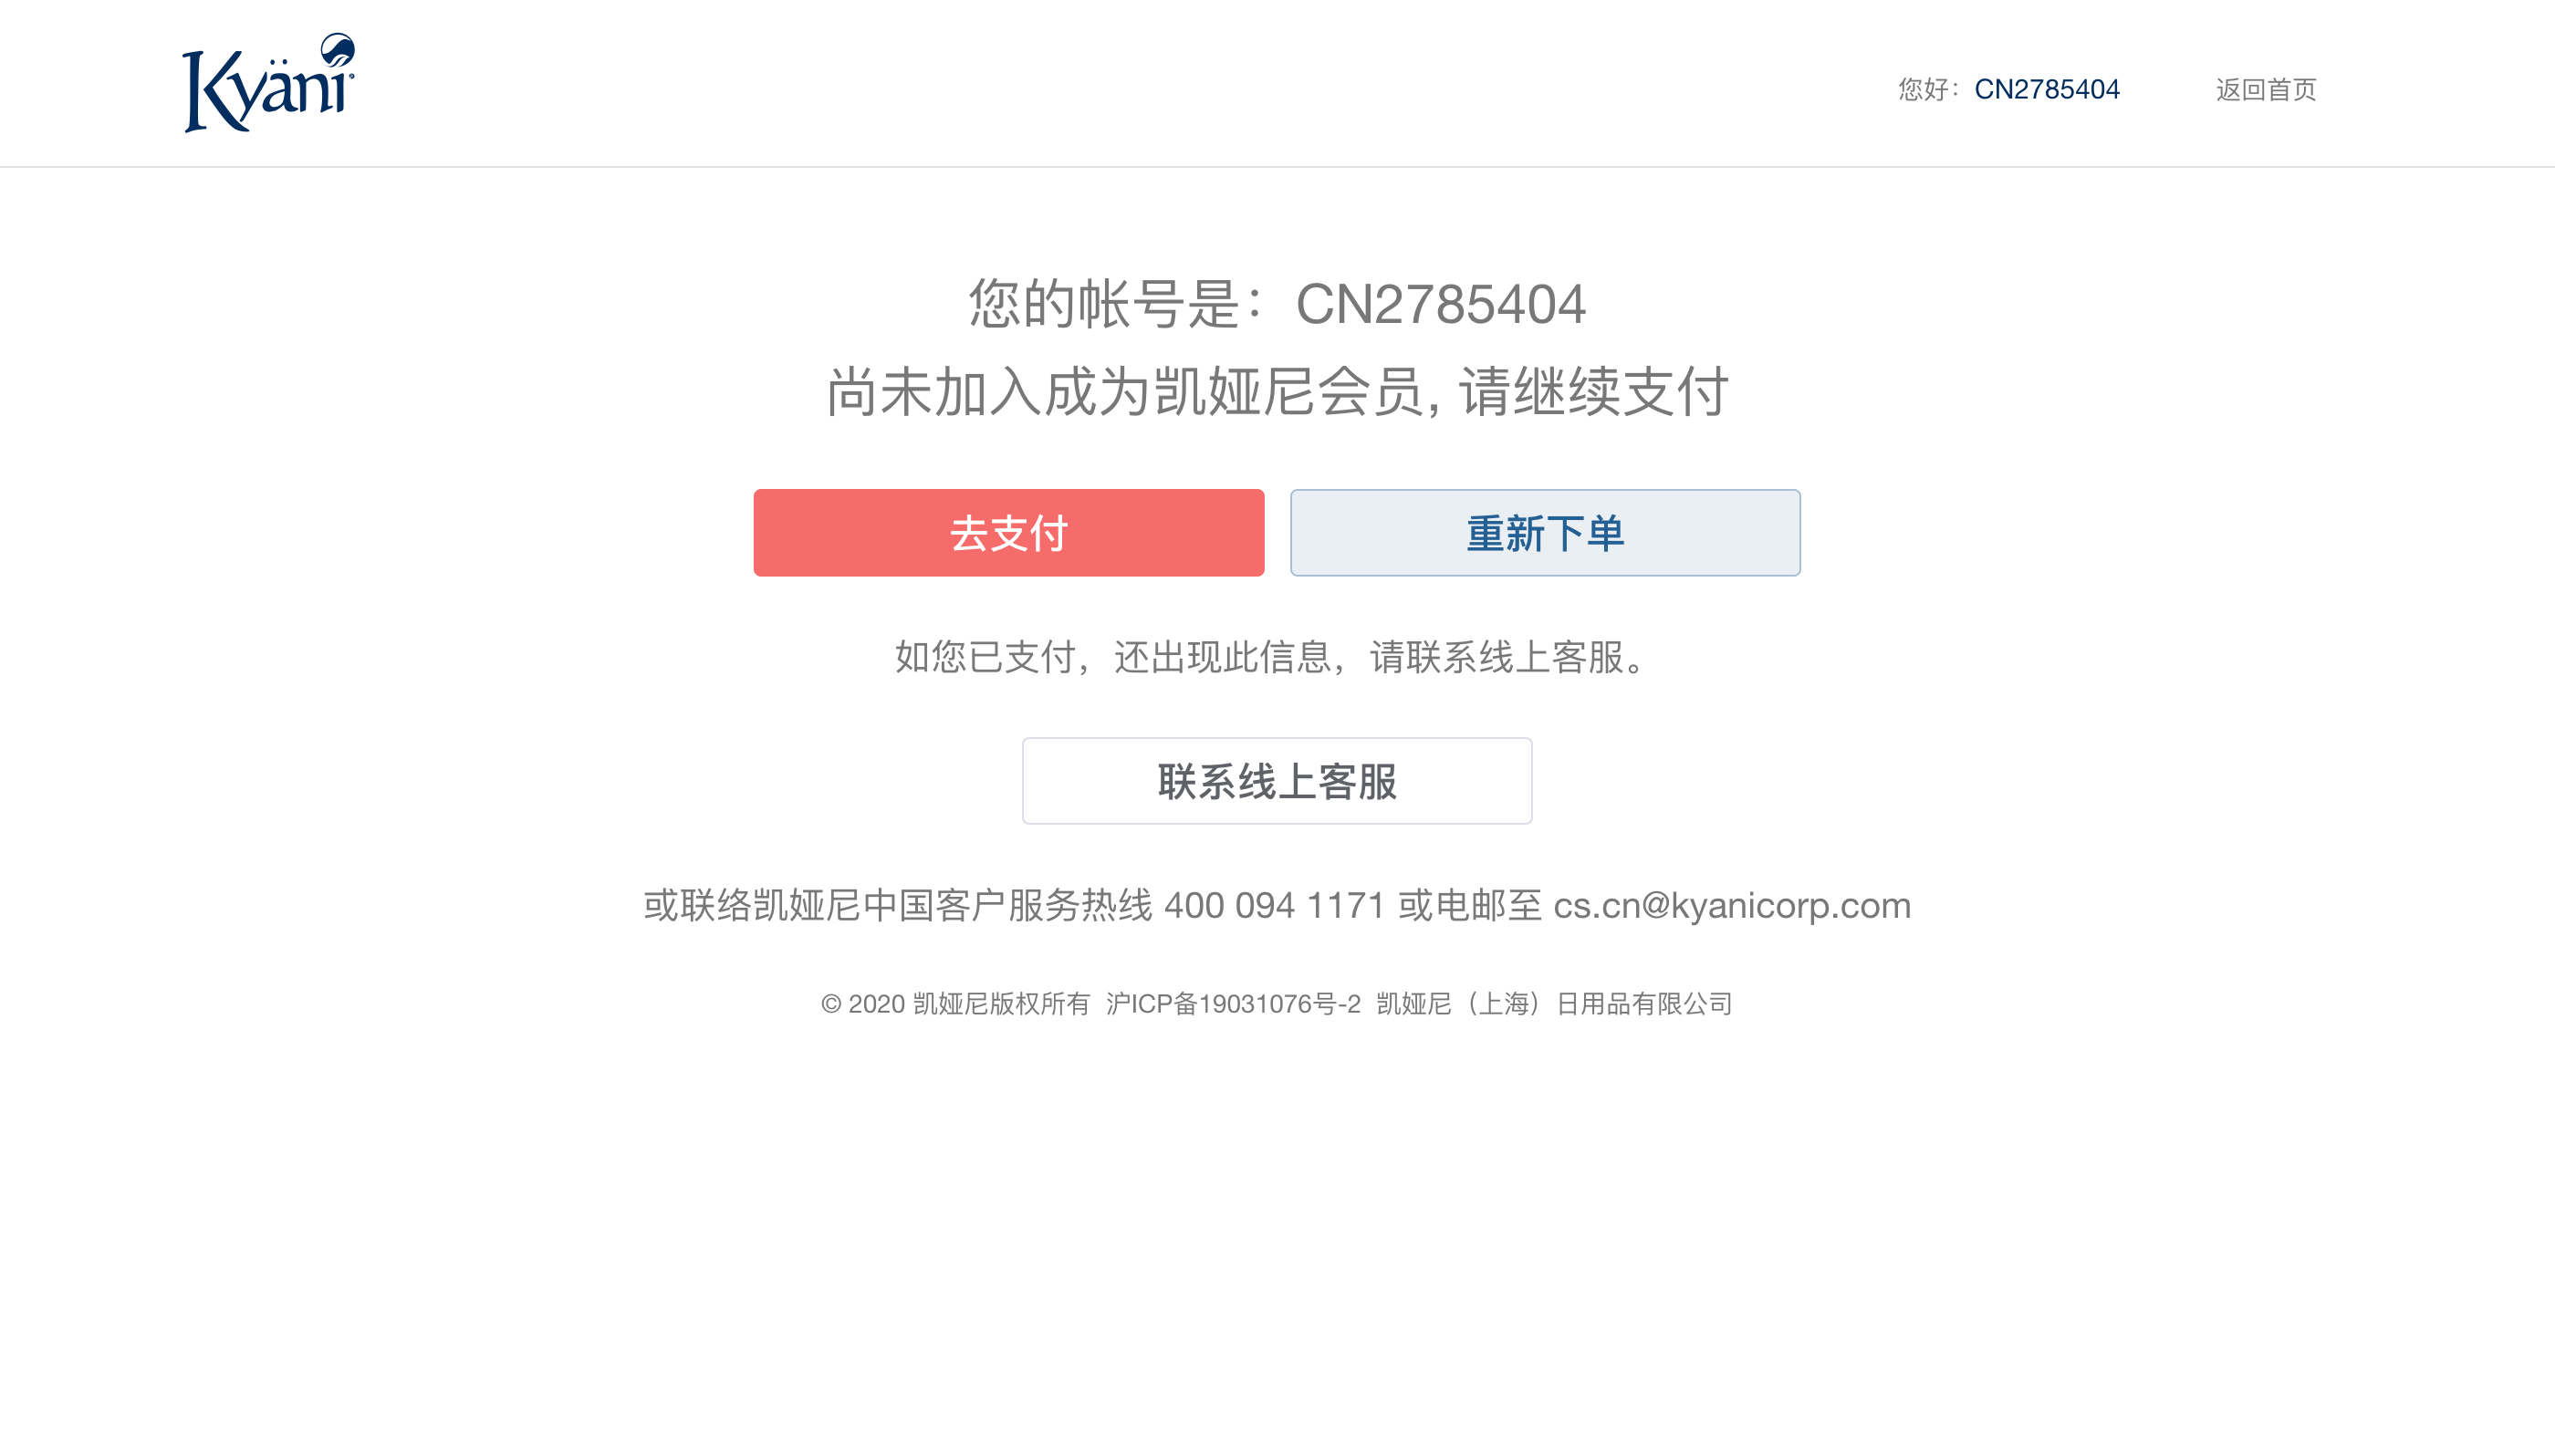 Kyäni®
您好：CN2785404
返回首页
您的帐号是：CN2785404
尚未加入成为凯娅尼会员, 请继续支付
去支付
重新下单
如您已支付，还出现此信息，请联系线上客服。
联系线上客服
或联络凯娅尼中国客户服务热线 400 094 1171 或电邮至 cs.cn@kyanicorp.com
© 2020 凯娅尼版权所有 沪ICP备19031076号-2 凯娅尼（上海）日用品有限公司